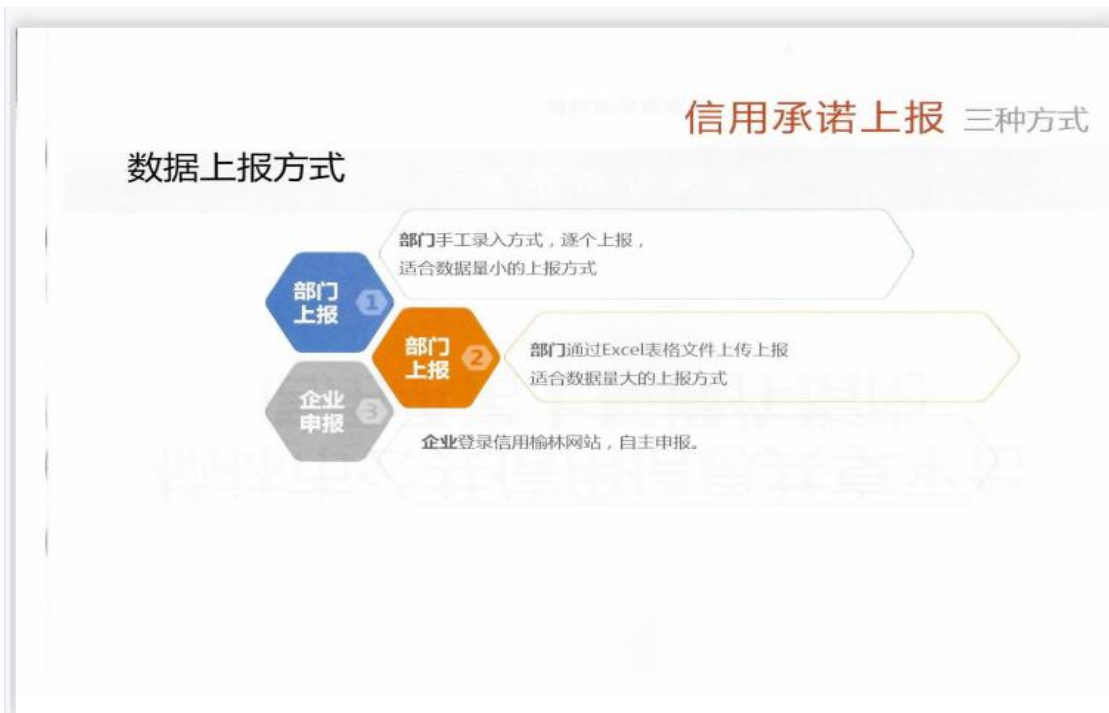 信用承诺上报 三种方式
数据上报方式
部门手工录入方式，逐个上报，
适合数据量小的上报方式
部门
上报
1
部门
上报
2
部门通过Excel表格文件上传上报
适合数据量大的上报方式
企业
申报
3
企业登录信用榆林网站，自主申报。